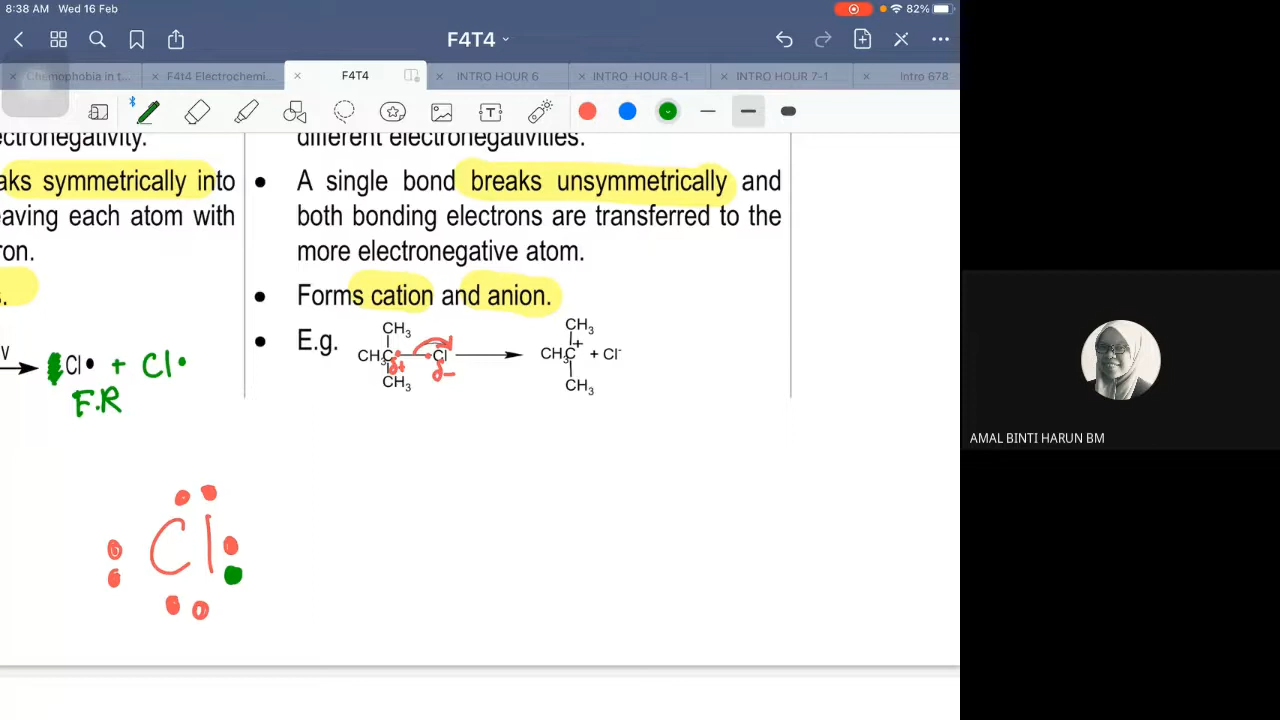 8:38 AM Wed 16 Feb
82%
F4T4
Chemophobia in t...
F4t4 Electrochemi...
F4T4
INTRO HOUR 6
INTRO HOUR 8-1
INTRO HOUR 7-1
Intro 678
ctronegativity.
aks symmetrically into
eaving each atom with
ron.
s.
V
Cl• + Cl•
F.R
different electronegativities.
• A single bond breaks unsymmetrically and
both bonding electrons are transferred to the
more electronegative atom.
• Forms cation and anion.
• E.g.
CH3
CH3C Cl
δ+ δ-
CH3
CH3
+
CH3C + Cl-
CH3
Cl
AMAL BINTI HARUN BM